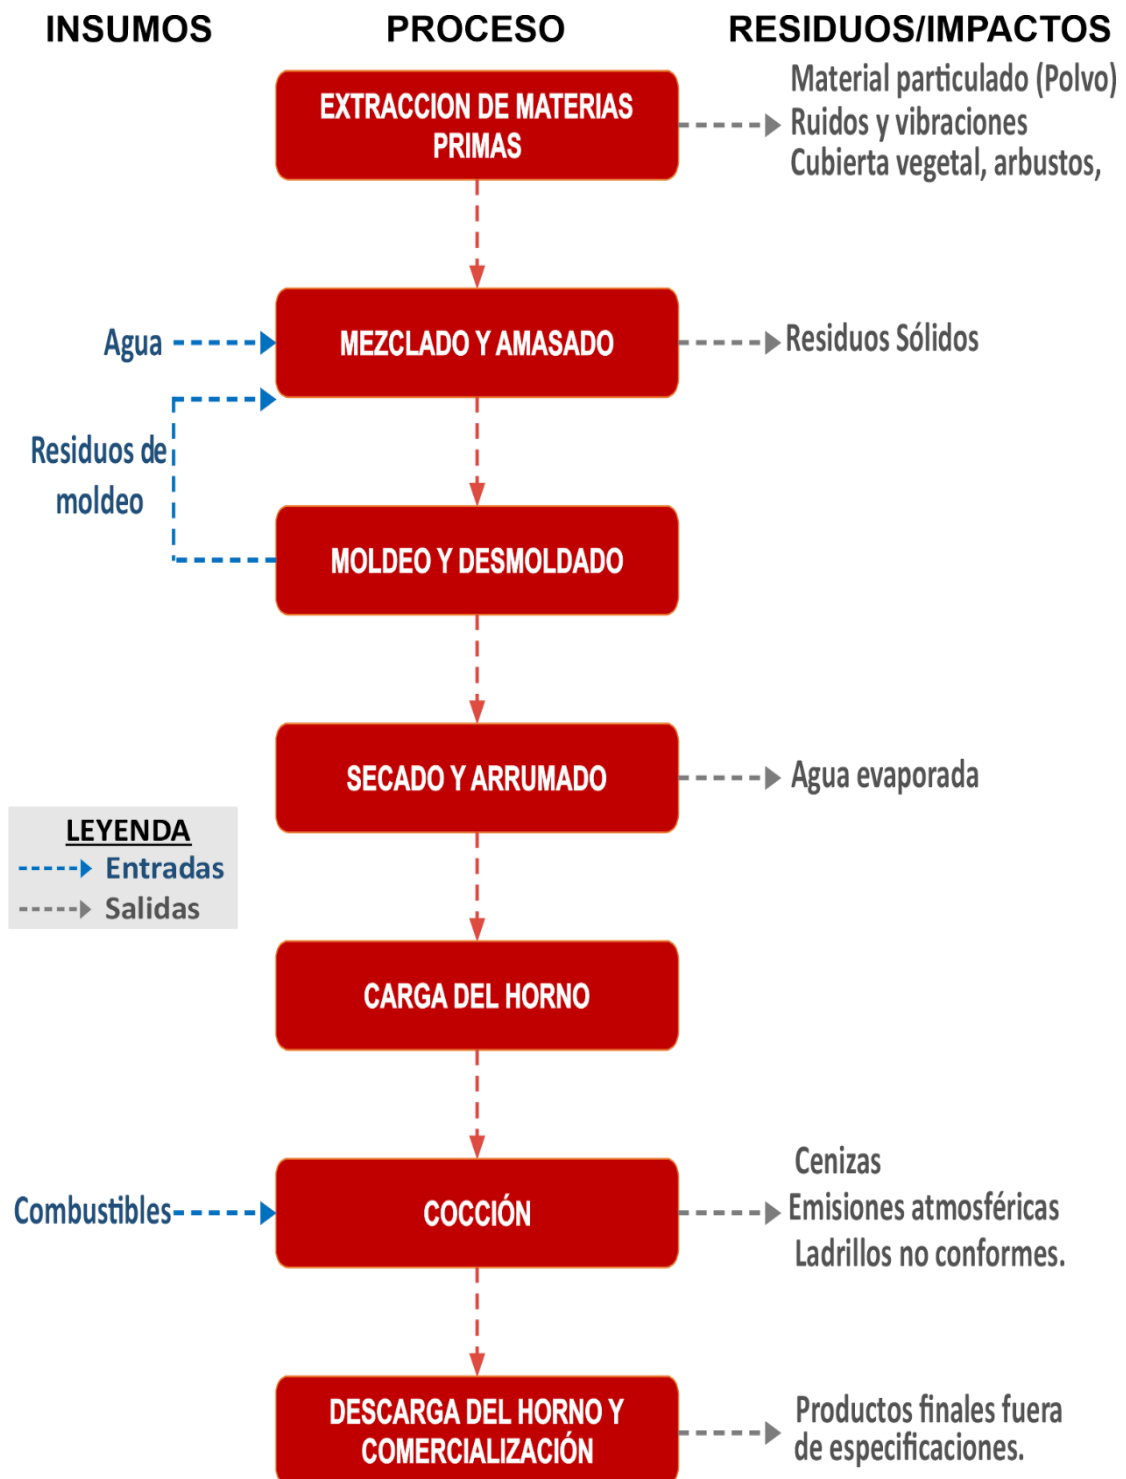 INSUMOS
PROCESO
RESIDUOS/IMPACTOS
EXTRACCION DE MATERIAS
PRIMAS
Material particulado (Polvo)
Ruidos y vibraciones
Cubierta vegetal, arbustos,
Agua
MEZCLADO Y AMASADO
Residuos Sólidos
Residuos de
moldeo
MOLDEO Y DESMOLDADO
SECADO Y ARRUMADO
Agua evaporada
LEYENDA
Entradas
Salidas
CARGA DEL HORNO
Combustibles
COCCIÓN
Cenizas
Emisiones atmosféricas
Ladrillos no conformes.
DESCARGA DEL HORNO Y
COMERCIALIZACIÓN
Productos finales fuera
de especificaciones.